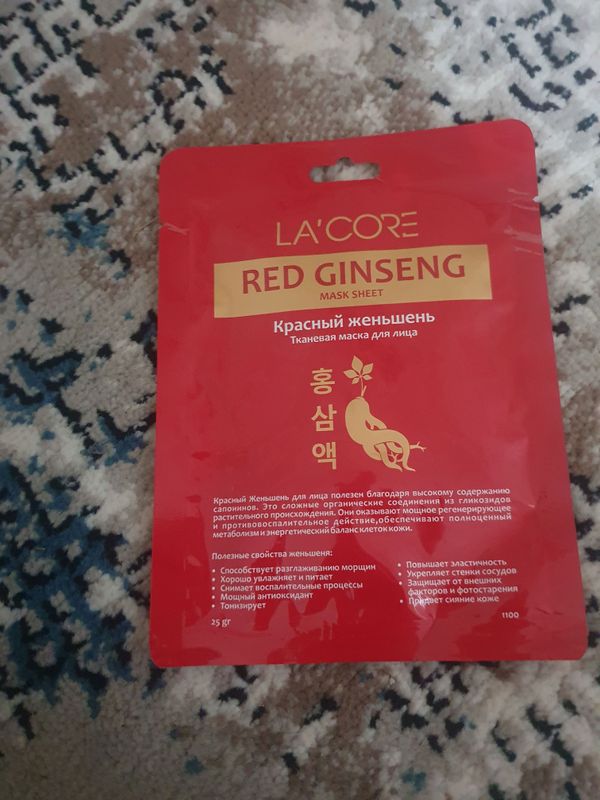 LA'CORE
RED GINSENG
MASK SHEET
Красный женьшень
Тканевая маска для лица
홍
삼
액
Красный Женьшень для лица полезен благодаря высокому содержанию
сапоиннов. Это сложные органические соединения из гликозидов
растительного происхождения. Они оказывают мощное регенерирующее
и противовоспалительное действие,обеспечивают полноценный
метаболизм и энергетический баланс клеток кожи.
Полезные свойства женьшеня:
• Способствует разглаживанию морщин
• Хорошо увлажняет и питает
• Снимает воспалительные процессы
• Мощный антиоксидант
• Тонизирует
• Повышает эластичность
• Укрепляет стенки сосудов
• Защищает от внешних
факторов и фотостарения
• Придает сияние коже
25 gr
1100